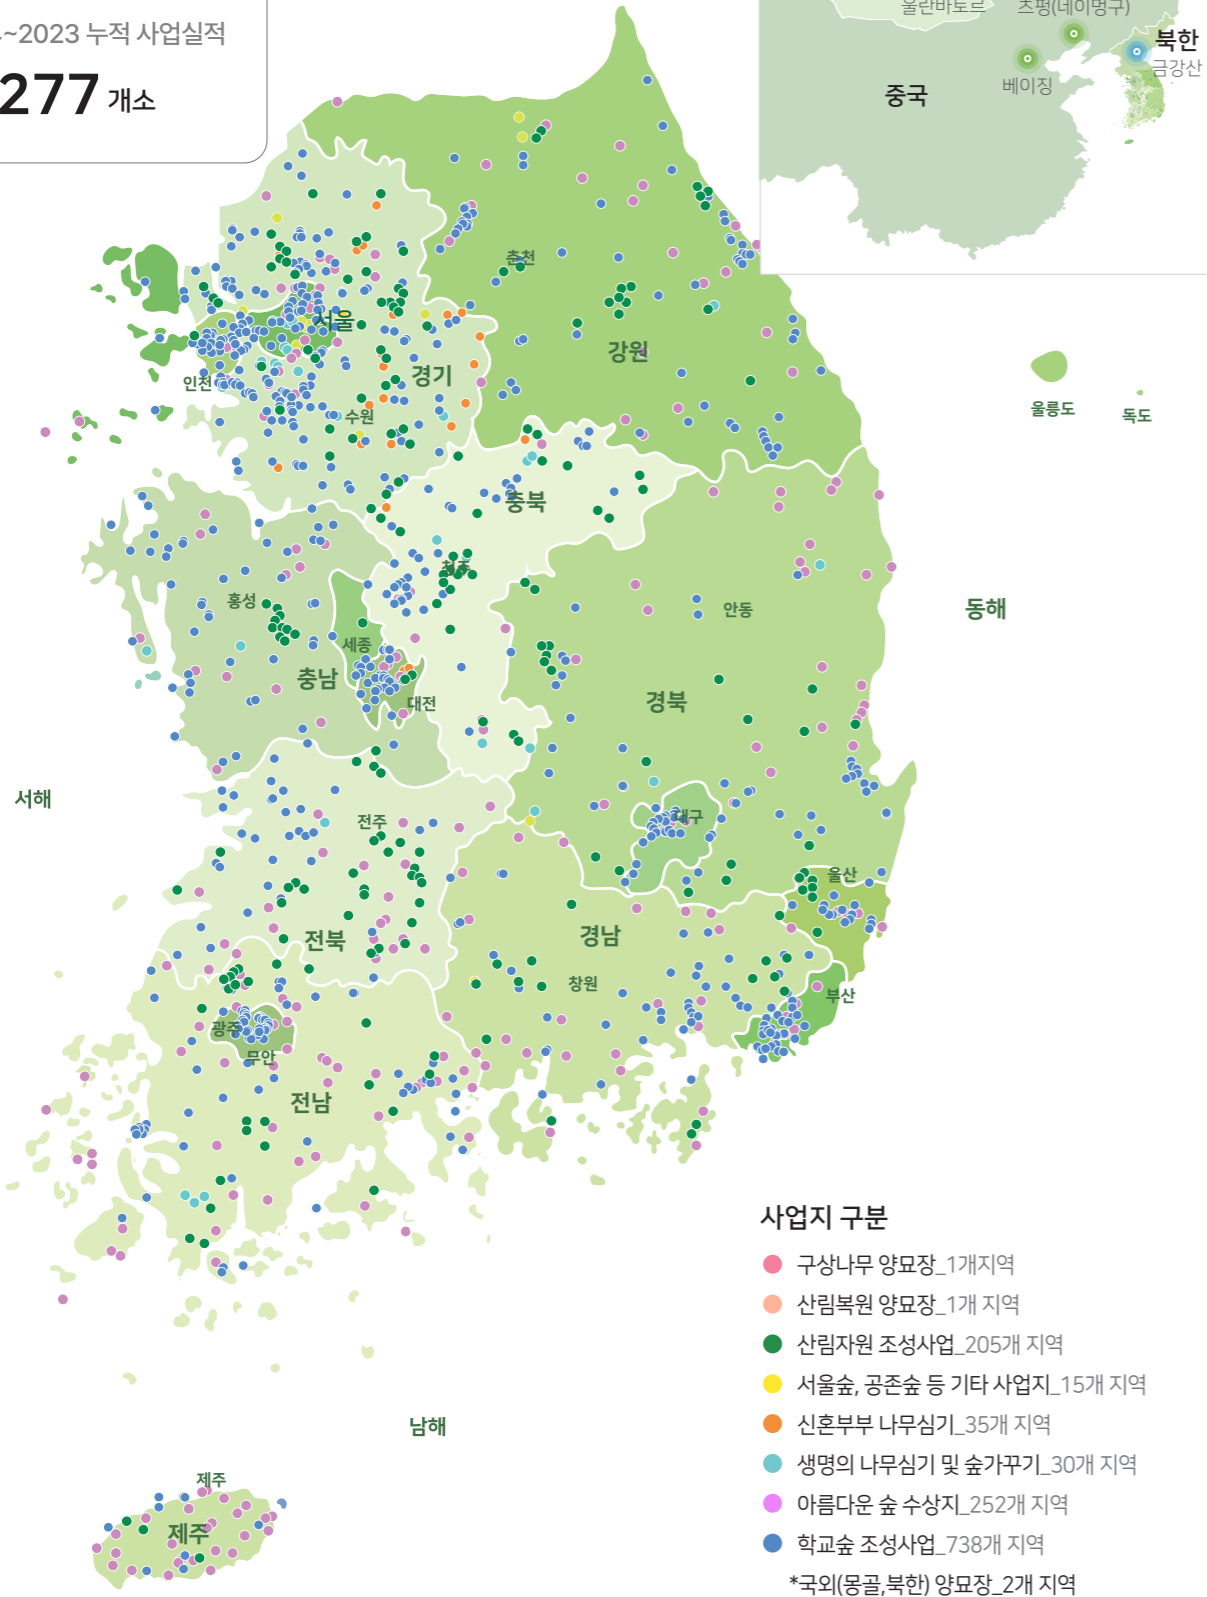 ~2023 누적 사업실적
277 개소
울란바토르
츠펑(네이멍구)
북한
금강산
베이징
중국
춘천
서울
강원
인천
경기
수원
울릉도
독도
충북
청주
홍성
세종
안동
동해
충남
대전
경북
서해
전주
대구
울산
전북
경남
창원
부산
광주
무안
전남
남해
제주
제주
사업지 구분
구상나무 양묘장_1개지역
산림복원 양묘장_1개 지역
산림자원 조성사업_205개 지역
서울숲, 공존숲 등 기타 사업지_15개 지역
신혼부부 나무심기_35개 지역
생명의 나무심기 및 숲가꾸기_30개 지역
아름다운 숲 수상지_252개 지역
학교숲 조성사업_738개 지역
*국외(몽골,북한) 양묘장_2개 지역